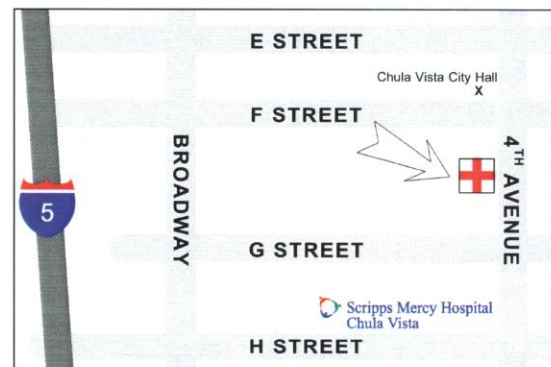 E STREET
Chula Vista City Hall
X
F STREET
BROADWAY
4TH AVENUE
5
G STREET
Scripps Mercy Hospital
Chula Vista
H STREET